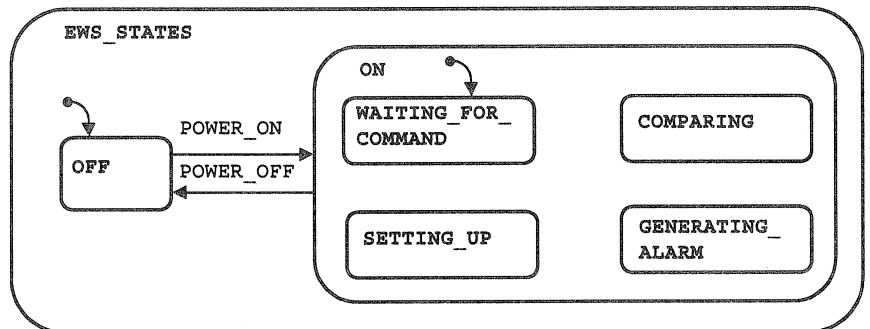 EWS_STATES
ON
WAITING_FOR_
COMMAND
COMPARING
POWER_ON
OFF
POWER_OFF
SETTING_UP
GENERATING_
ALARM